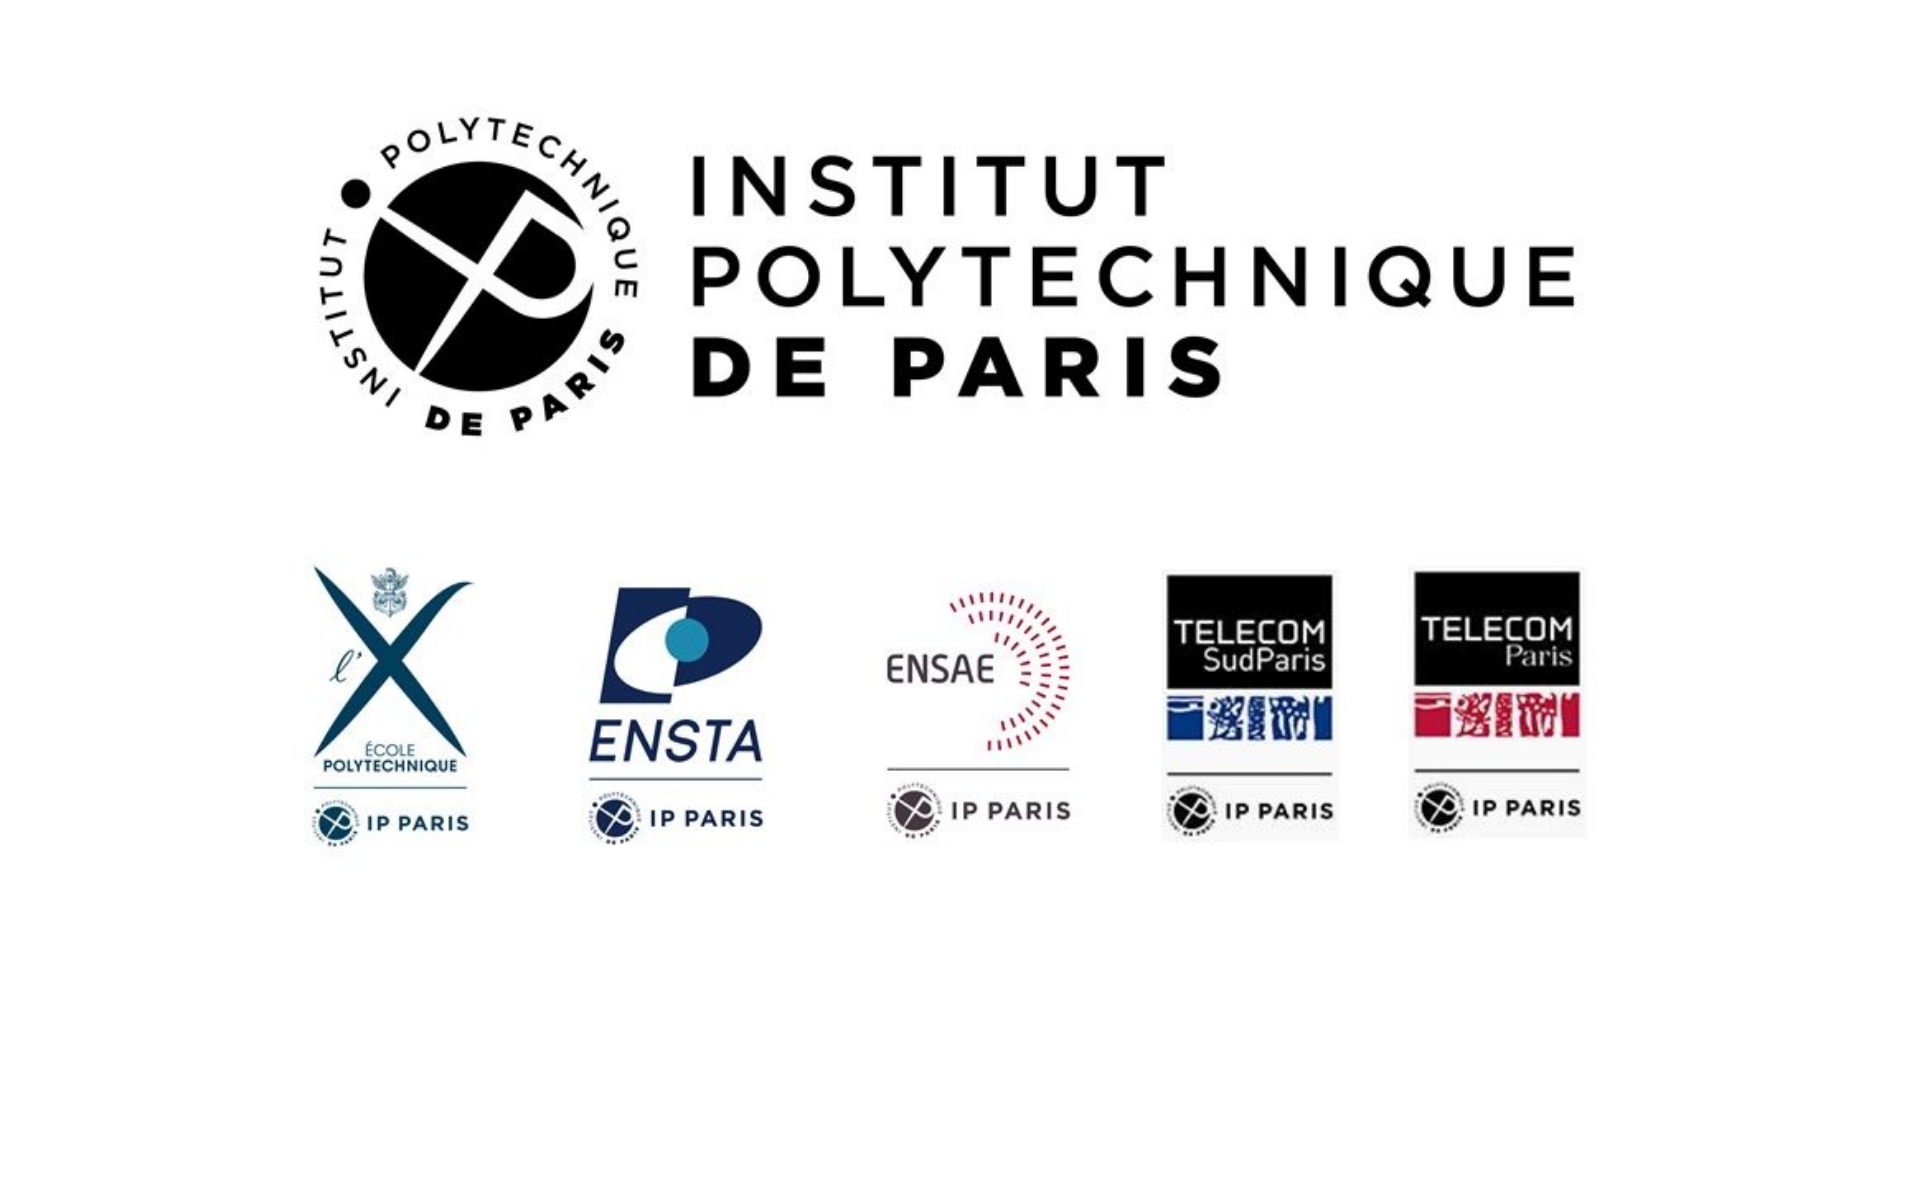 INSTITUT POLYTECHNIQUE DE PARIS
INSTITUT
POLYTECHNIQUE
DE PARIS
l'X
ÉCOLE
POLYTECHNIQUE
IP PARIS
ENSTA
IP PARIS
ENSAE
IP PARIS
TELECOM
SudParis
IP PARIS
TELECOM
Paris
IP PARIS